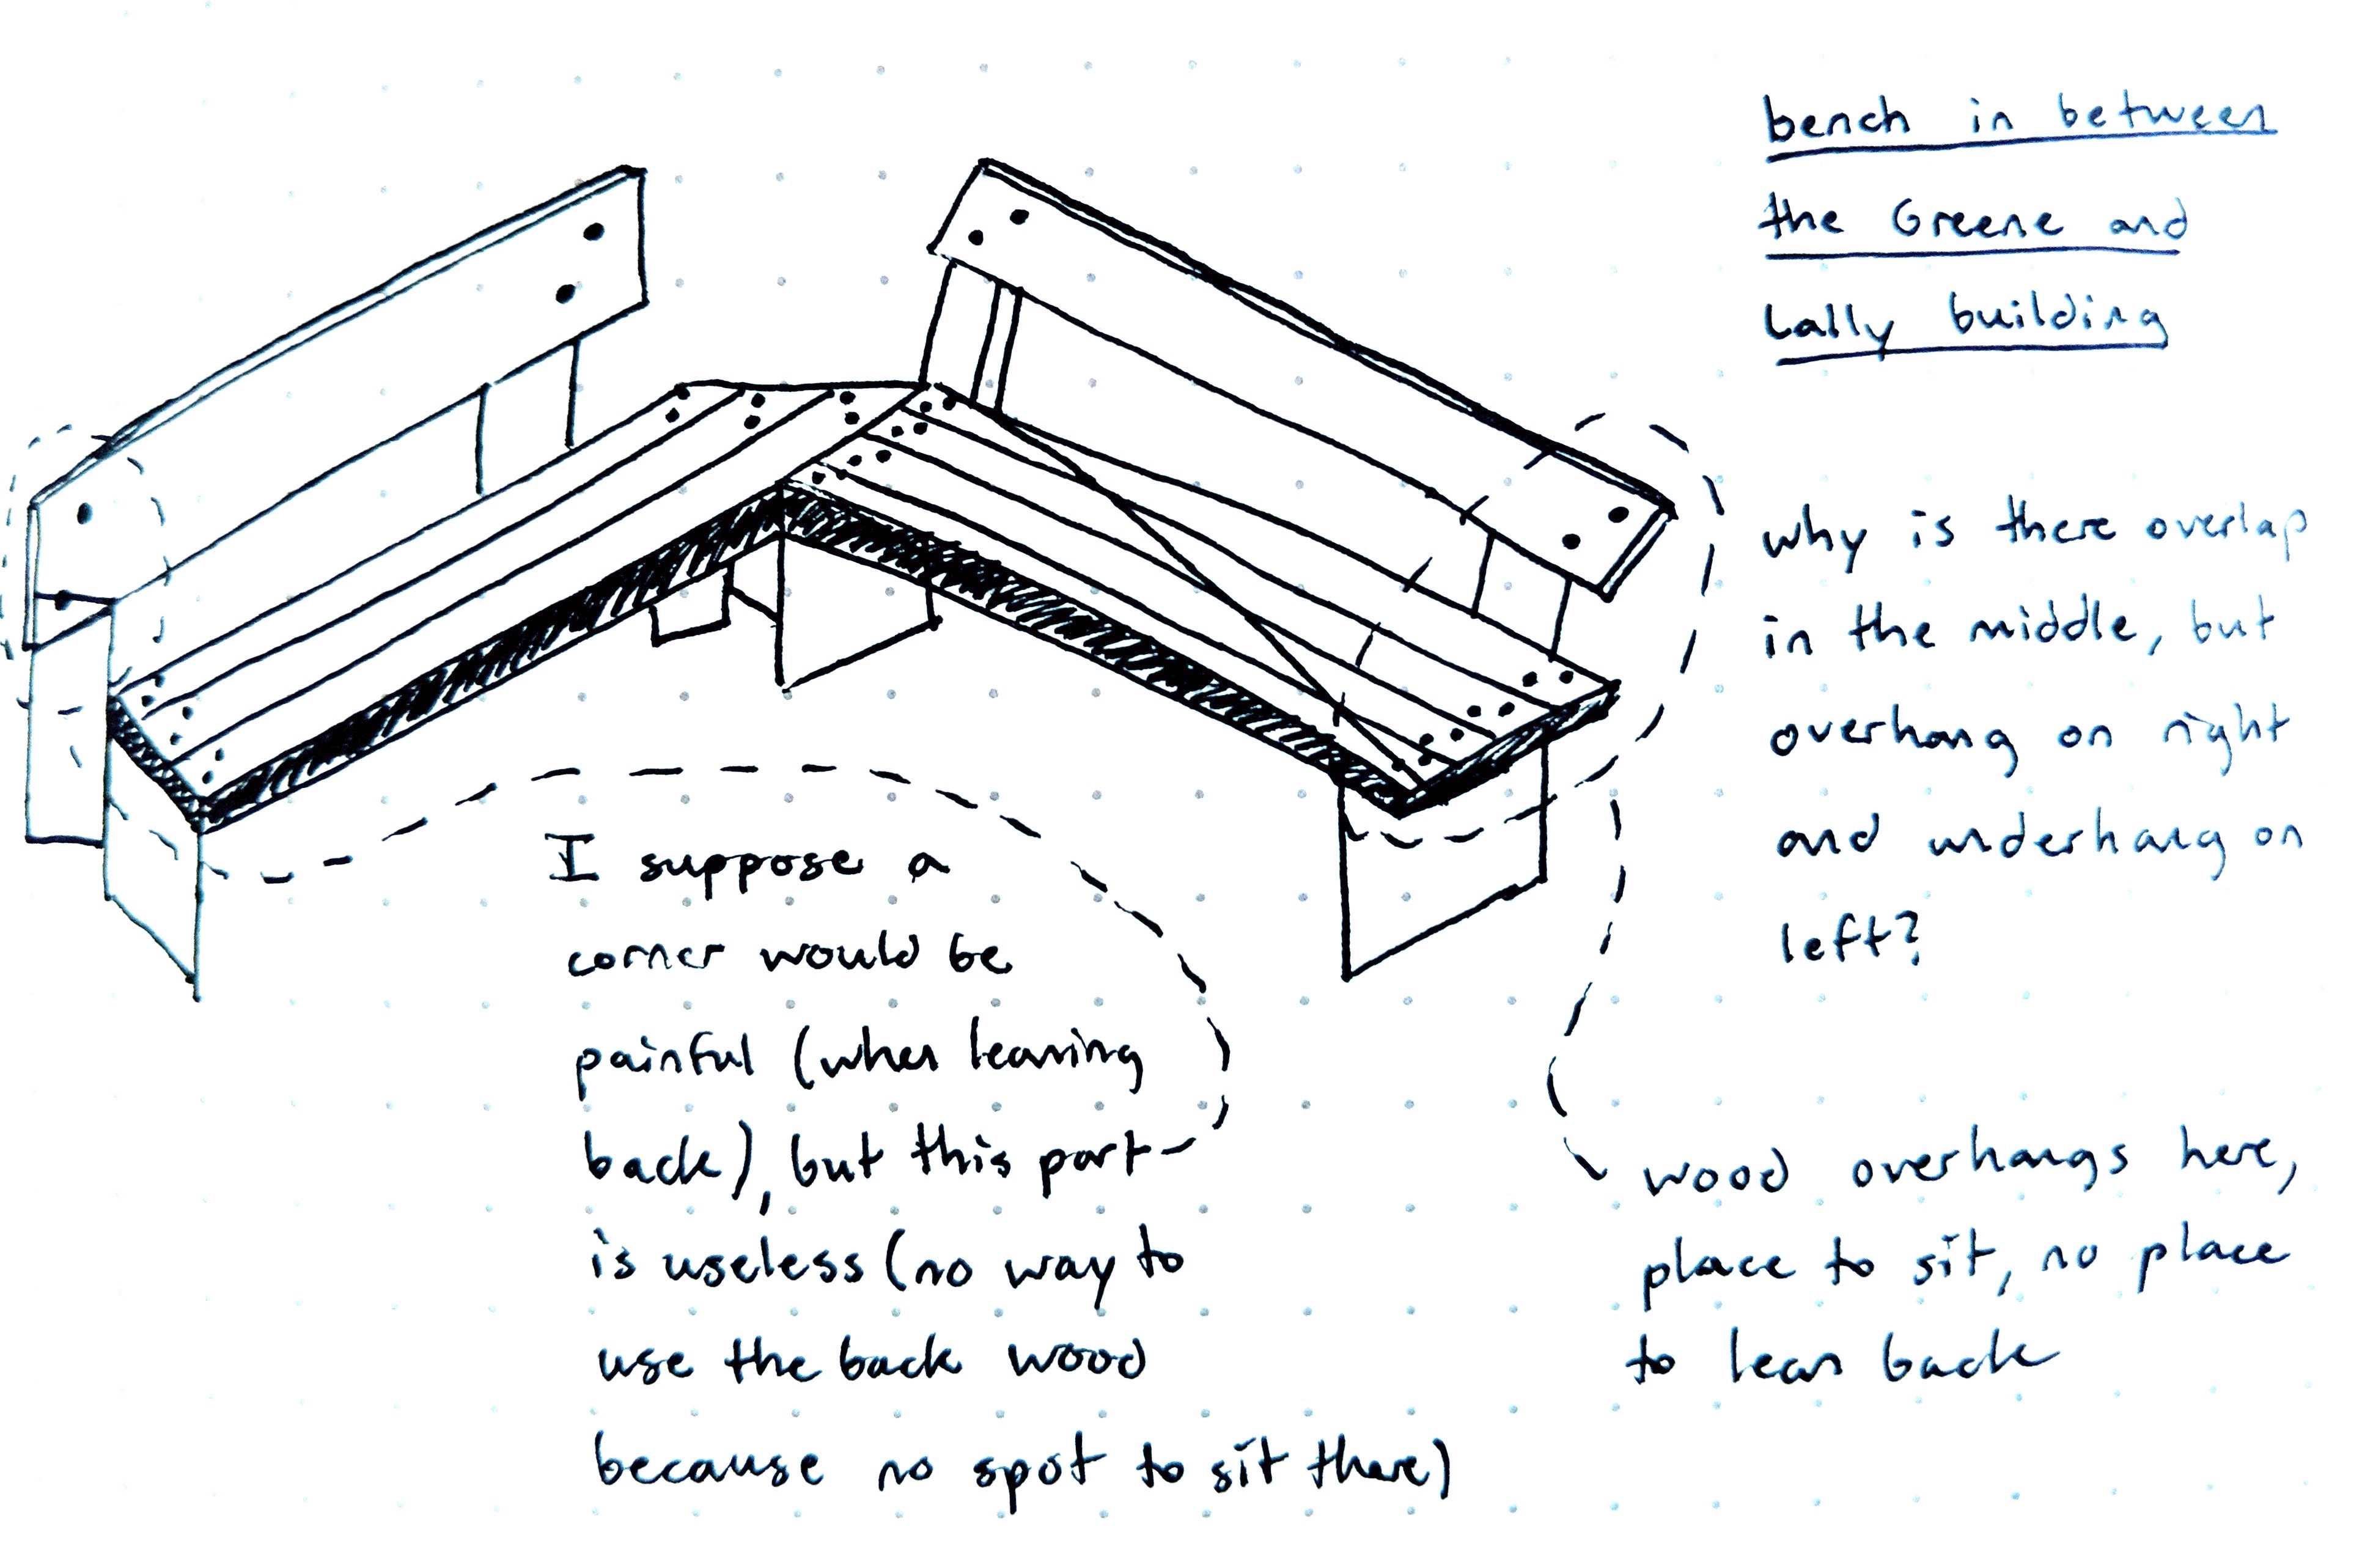 bench in between
the Greene and
Lally building
why is there overlap
in the middle, but
overhang on right
and underhang on
left?
I suppose a
corner would be
painful (when leaning
back), but this part
is useless (no way to
use the back wood
because no spot to sit there)
wood overhangs here,
place to sit, no place
to lean back